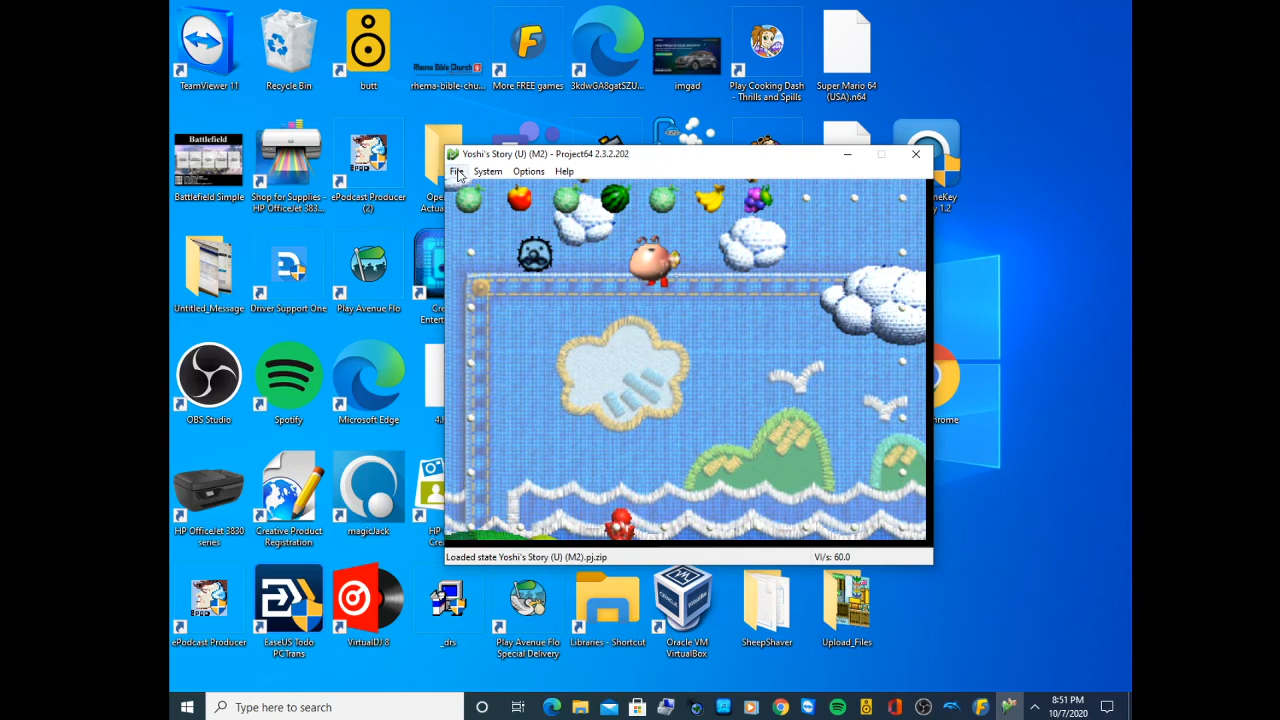 TeamViewer 11
Recycle Bin
butt
Rhema Bible Church
rhema-bible-chu...
More FREE games
3kdwGA8gatSZU...
imgad
Play Cooking Dash
- Thrills and Spills
Super Mario 64
(USA).n64
Battlefield
Battlefield Simple
Shop for Supplies -
HP OfficeJet 383...
ePodcast Producer
(2)
Yoshi's Story (U) (M2) - Project64 2.3.2.202
File System Options Help
Untitled_Message
Driver Support One
Play Avenue Flo
OBS Studio
Spotify
Microsoft Edge
HP OfficeJet 3830
series
Creative Product
Registration
magicJack
Loaded state Yoshi's Story (U) (M2).pj.zip
VI/s: 60.0
ePodcast Producer
EaseUS Todo
PCTrans
VirtualDJ 8
_drs
Play Avenue Flo
Special Delivery
Libraries - Shortcut
Oracle VM
VirtualBox
SheepShaver
Upload_Files
Type here to search
8:51 PM
10/7/2020